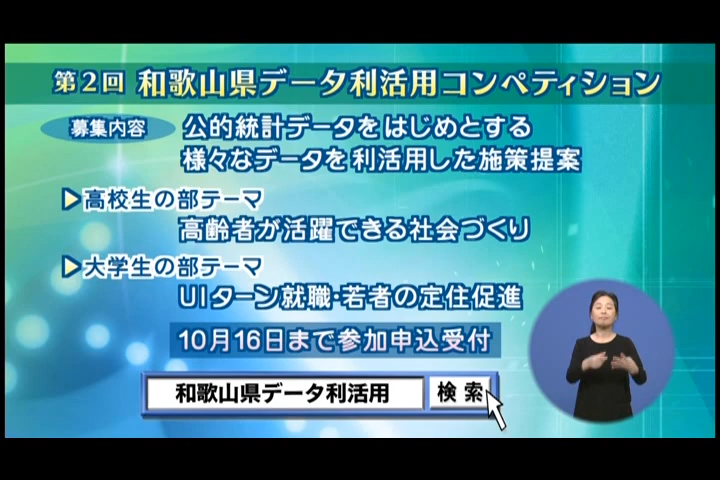 第2回 和歌山県データ利活用コンペティション
募集内容 公的統計データをはじめとする
様々なデータを利活用した施策提案
高校生の部テーマ
高齢者が活躍できる社会づくり
大学生の部テーマ
UIターン就職・若者の定住促進
10月16日まで参加申込受付
和歌山県データ利活用 検索